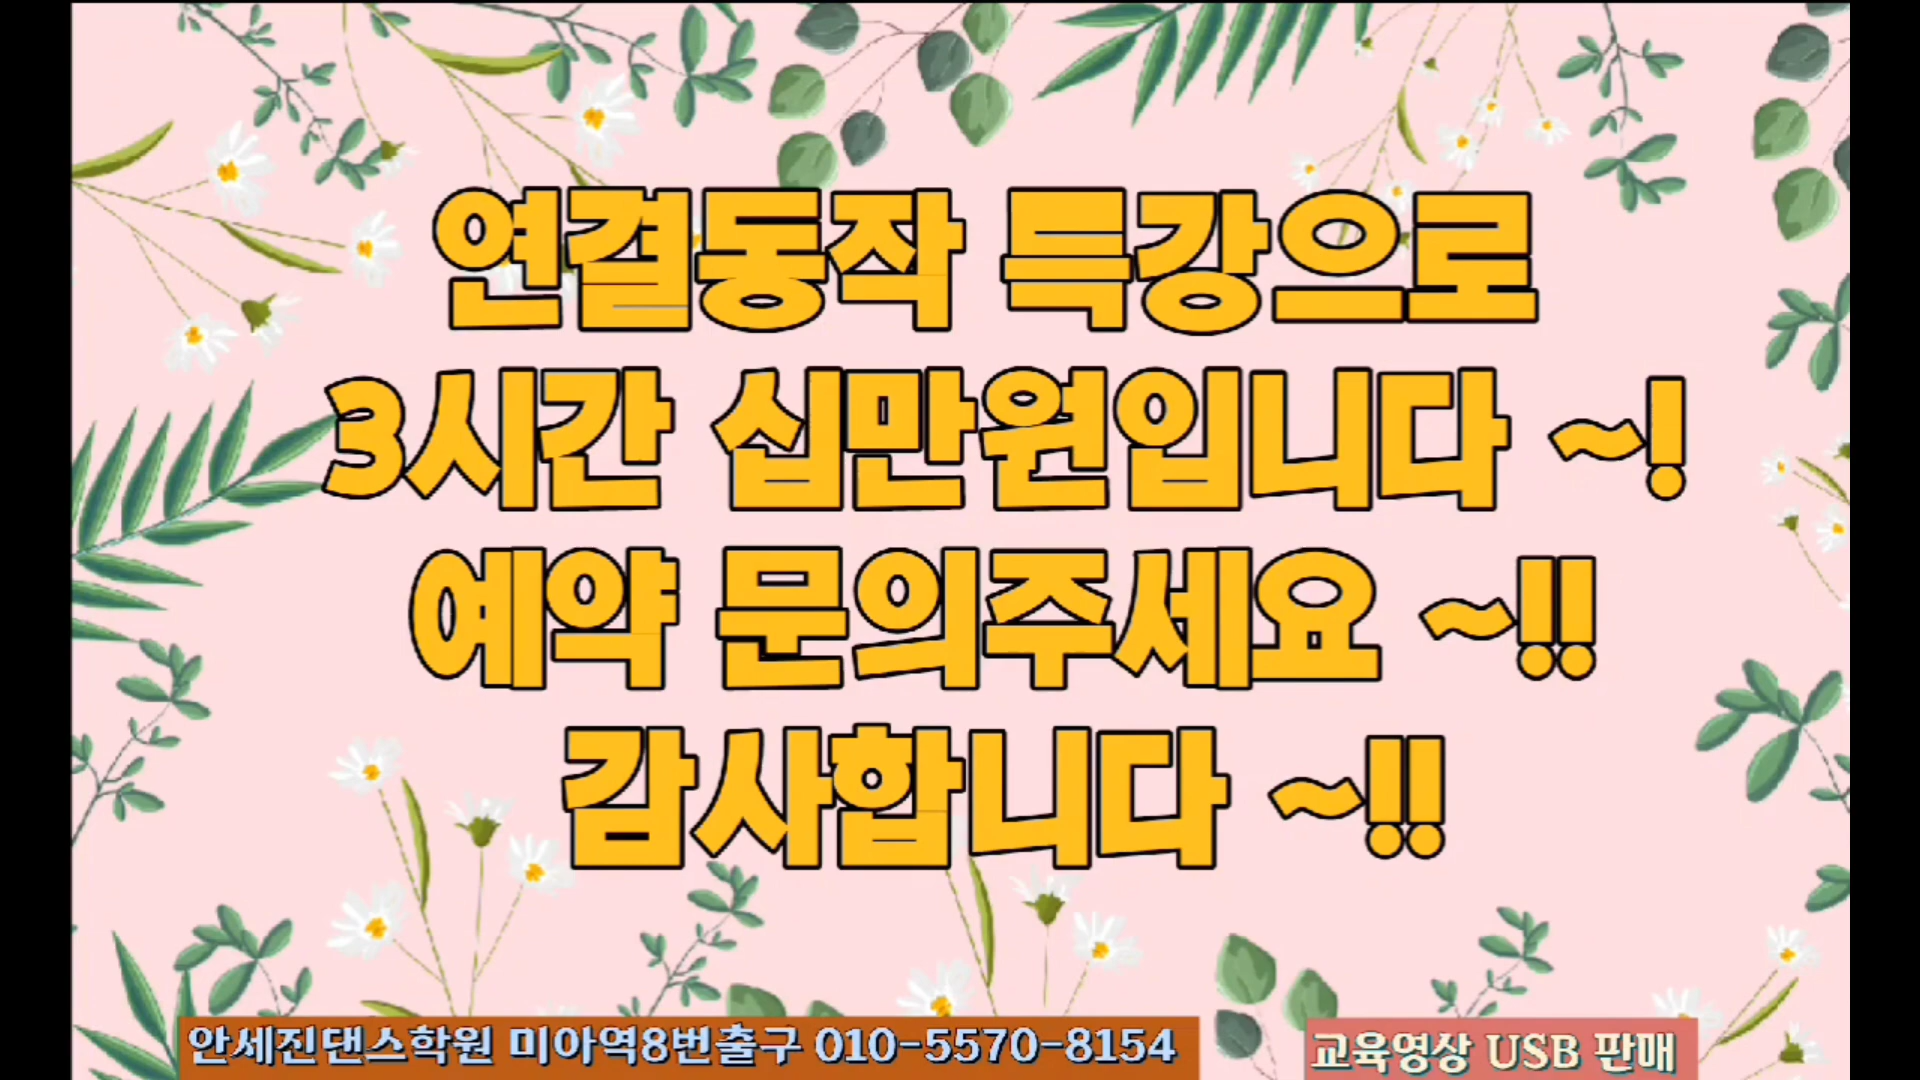 연결동작 특강으로
3시간 십만원입니다 ~!
예약 문의주세요 ~!!
감사합니다 ~!!
안세진댄스학원 미아역8번출구 010-5570-8154
교육영상 USB 판매